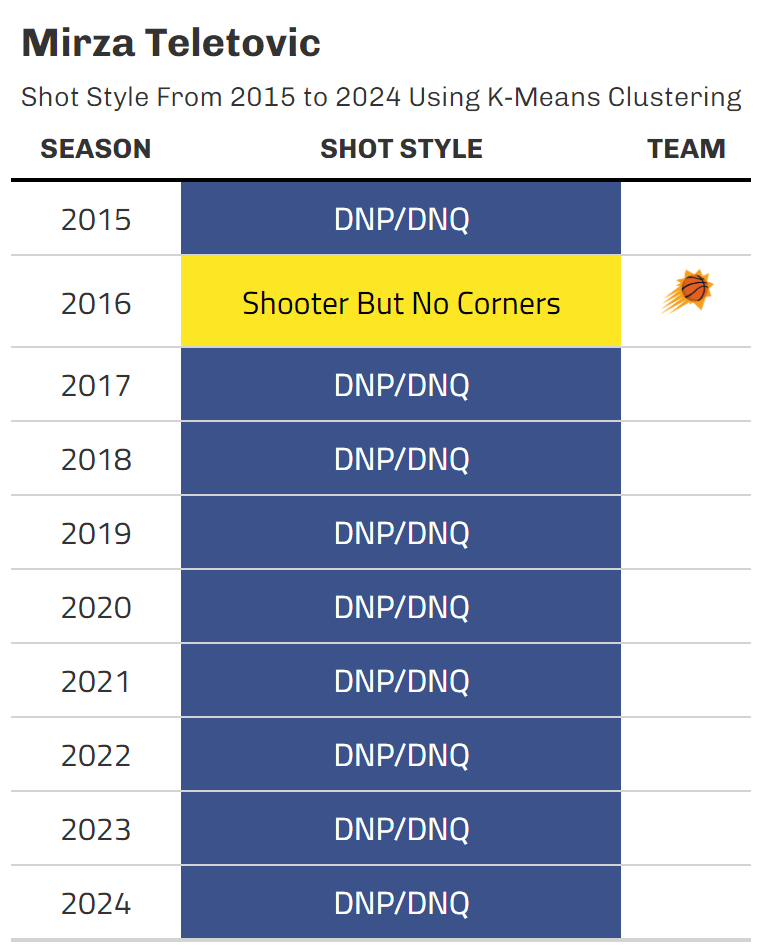 Mirza Teletovic
Shot Style From 2015 to 2024 Using K-Means Clustering
SEASON SHOT STYLE TEAM
2015 DNP/DNQ
2016 Shooter But No Corners
2017 DNP/DNQ
2018 DNP/DNQ
2019 DNP/DNQ
2020 DNP/DNQ
2021 DNP/DNQ
2022 DNP/DNQ
2023 DNP/DNQ
2024 DNP/DNQ